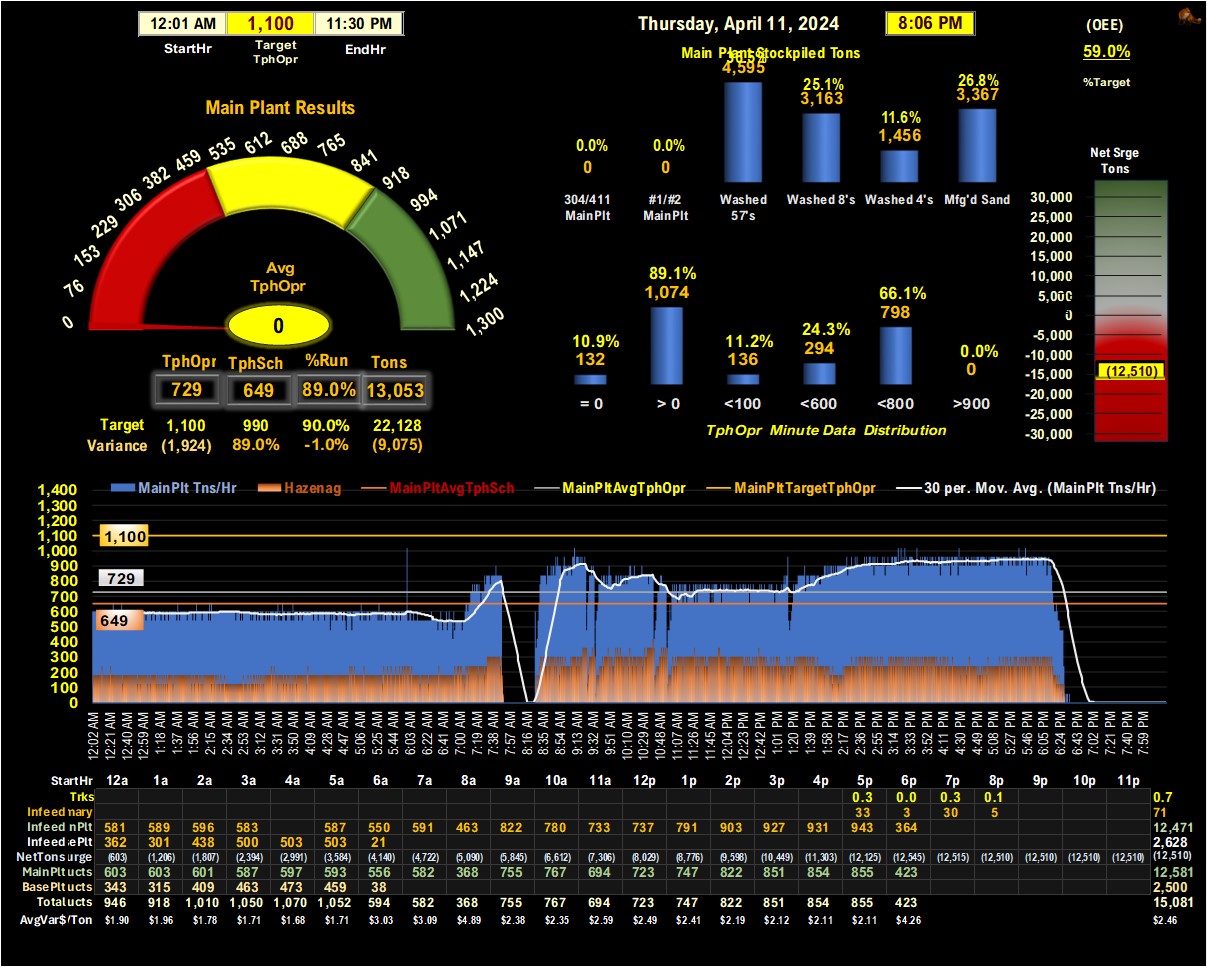 12:01 AM 1,100 11:30 PM
StartHr Target TphOpr EndHr
Thursday, April 11, 2024 8:06 PM
(OEE)
59.0%
%Target
Main Plant Results
0 76 153 229 306 382 459 535 612 688 765 841 918 994 1,071 1,147 1,224 1,300
Avg
TphOpr
0
TphOpr TphSch %Run Tons
729 649 89.0% 13,053
Target 1,100 990 90.0% 22,128
Variance (1,924) 89.0% -1.0% (9,075)
Main Plant Stockpiled Tons
4,595
25.1% 26.8%
3,163 3,367
11.6%
1,456
0.0% 0.0%
0 0
304/411 MainPlt #1/#2 MainPlt Washed 57's Washed 8's Washed 4's Mfg'd Sand
89.1%
1,074
66.1%
798
10.9% 11.2% 24.3% 0.0%
132 136 294 0
= 0 > 0 <100 <600 <800 >900
TphOpr Minute Data Distribution
Net Srge
Tons
30,000
25,000
20,000
15,000
10,000
5,000
0
-5,000
-10,000
-15,000
-20,000
-25,000
-30,000
(12,510)
MainPlt Tns/Hr Hazenag MainPltAvgTphSch MainPltAvgTphOpr MainPltTargetTphOpr 30 per. Mov. Avg. (MainPlt Tns/Hr)
1,400
1,300
1,200
1,100
1,000
900
800
700
600
500
400
300
200
100
0
1,100
729
649
12:02 AM 12:21 AM 12:40 AM 12:59 AM 1:18 AM 1:37 AM 1:56 AM 2:15 AM 2:34 AM 2:53 AM 3:12 AM 3:31 AM 3:50 AM 4:09 AM 4:28 AM 4:47 AM 5:06 AM 5:25 AM 5:44 AM 6:03 AM 6:22 AM 6:41 AM 7:00 AM 7:19 AM 7:38 AM 7:57 AM 8:16 AM 8:35 AM 8:54 AM 9:13 AM 9:32 AM 9:51 AM 10:10 AM 10:29 AM 10:48 AM 11:07 AM 11:26 AM 11:45 AM 12:04 PM 12:23 PM 12:42 PM 1:01 PM 1:20 PM 1:39 PM 1:58 PM 2:17 PM 2:36 PM 2:55 PM 3:14 PM 3:33 PM 3:52 PM 4:11 PM 4:30 PM 4:49 PM 5:08 PM 5:27 PM 5:46 PM 6:05 PM 6:24 PM 6:43 PM 7:02 PM 7:21 PM 7:40 PM 7:59 PM
StartHr 12a 1a 2a 3a 4a 5a 6a 7a 8a 9a 10a 11a 12p 1p 2p 3p 4p 5p 6p 7p 8p 9p 10p 11p
Trks 0.3 0.0 0.3 0.1 0.7
Infeed mary 33 3 30 5 71
Infeed nPlt 581 589 596 583 587 550 591 463 822 780 733 737 791 903 927 931 943 364 12,471
Infeed ePlt 362 301 438 500 503 503 21 2,628
NetTons urge (603) (1,206) (1,807) (2,394) (2,991) (3,584) (4,140) (4,722) (5,090) (5,845) (6,612) (7,306) (8,029) (8,776) (9,598) (10,449) (11,303) (12,125) (12,545) (12,515) (12,510) (12,510) (12,510) (12,510) (12,510)
MainPlt ucts 603 603 601 587 597 593 556 582 368 755 767 694 723 747 822 851 854 855 423 12,581
BasePlt ucts 343 315 409 463 473 459 38 2,500
Total ucts 946 918 1,010 1,050 1,070 1,052 594 582 368 755 767 694 723 747 822 851 854 855 423 15,081
AvgVar$/Ton $1.90 $1.96 $1.78 $1.71 $1.68 $1.71 $3.03 $3.09 $4.89 $2.38 $2.35 $2.59 $2.49 $2.41 $2.19 $2.12 $2.11 $2.11 $4.26 $2.46